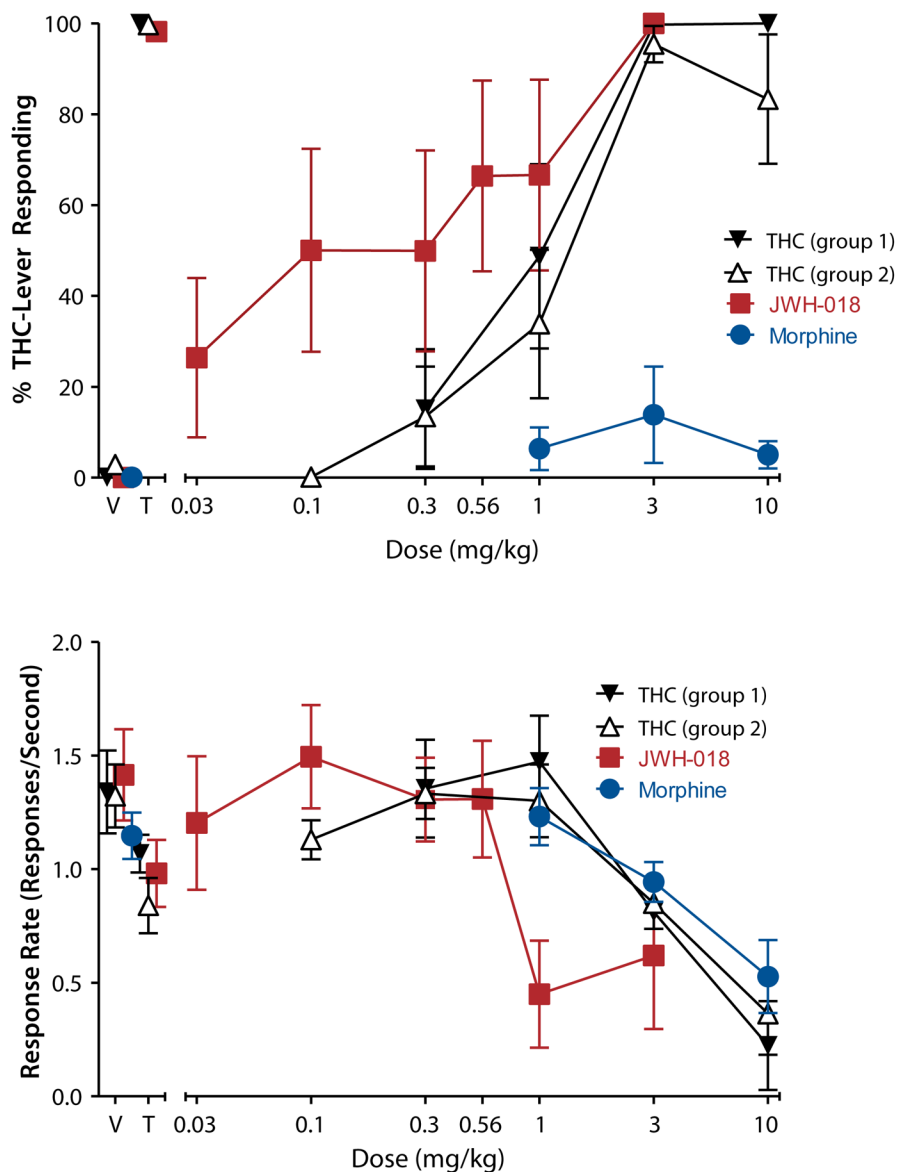 % THC-Lever Responding
100
80
60
40
20
0
V T 0.03 0.1 0.3 0.56 1 3 10
Dose (mg/kg)
THC (group 1)
THC (group 2)
JWH-018
Morphine
Response Rate (Responses/Second)
2.0
1.5
1.0
0.5
0.0
V T 0.03 0.1 0.3 0.56 1 3 10
Dose (mg/kg)
THC (group 1)
THC (group 2)
JWH-018
Morphine